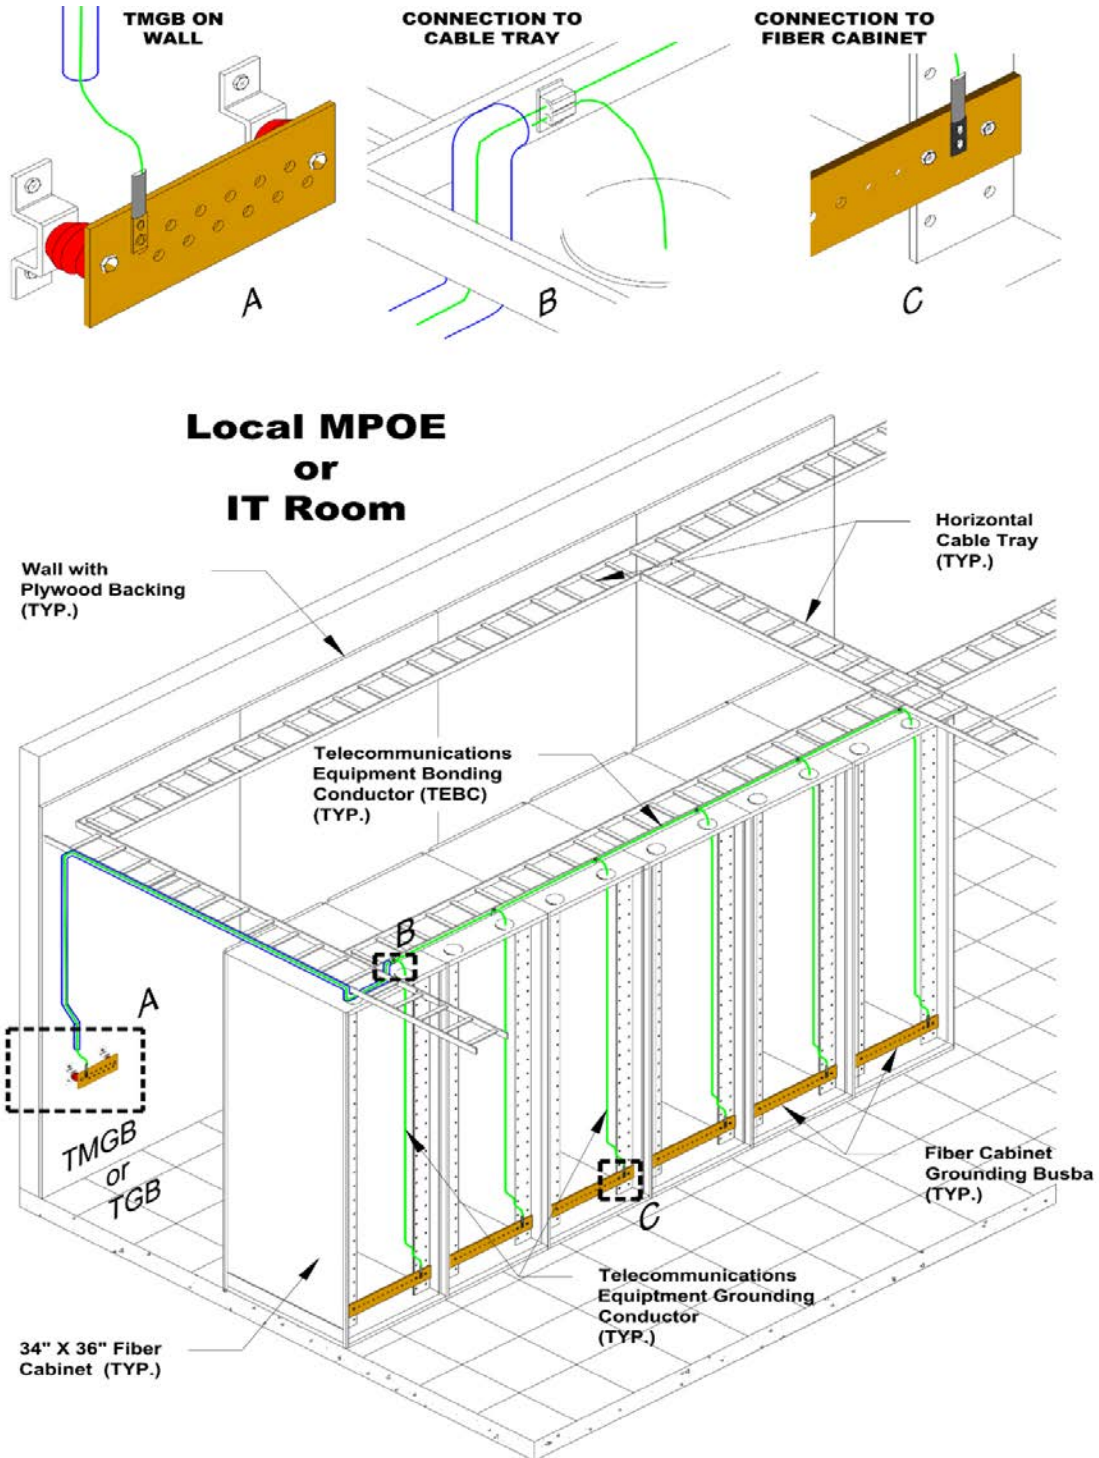 TMGB ON
WALL
CONNECTION TO
CABLE TRAY
CONNECTION TO
FIBER CABINET
A
B
C
Local MPOE
or
IT Room
Horizontal
Cable Tray
(TYP.)
Wall with
Plywood Backing
(TYP.)
Telecommunications
Equipment Bonding
Conductor (TEBC)
(TYP.)
B
A
TMGB
or
TGB
Fiber Cabinet
Grounding Busba
(TYP.)
C
Telecommunications
Equiptment Grounding
Conductor
(TYP.)
34" X 36" Fiber
Cabinet (TYP.)